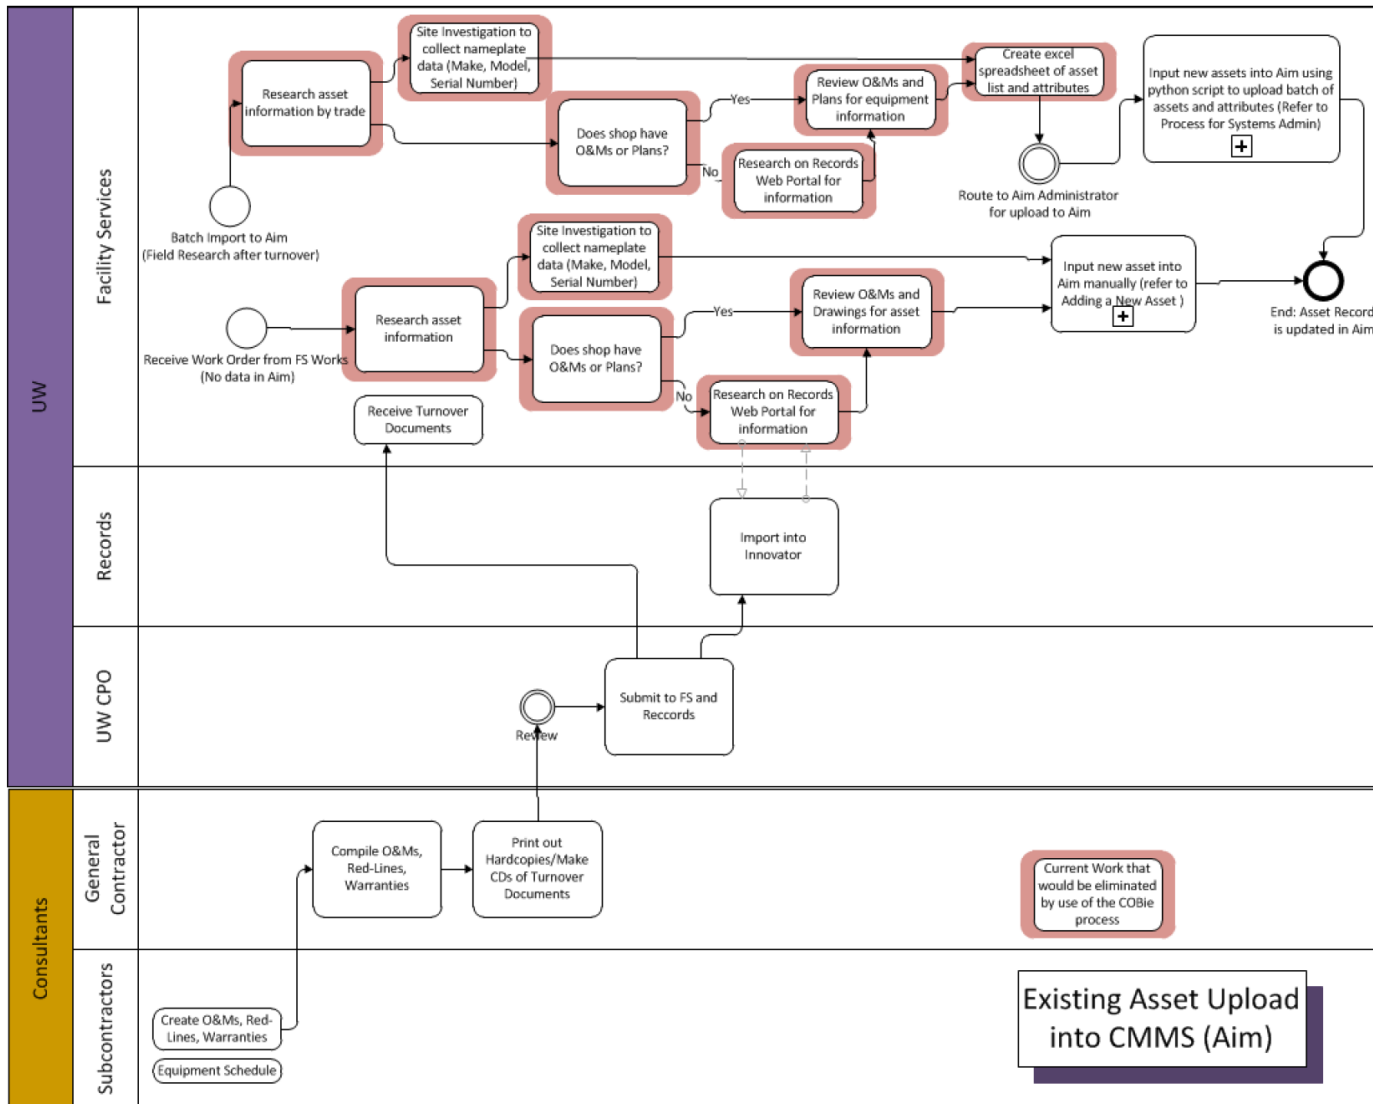 UW
Consultants
Facility Services
Records
UW CPO
General
Contractor
Subcontractors
Batch Import to Aim
(Field Research after turnover)
Research asset
information by trade
Site Investigation to
collect nameplate
data (Make, Model,
Serial Number)
Does shop have
O&Ms or Plans?
Yes
No
Review O&Ms and
Plans for equipment
information
Research on Records
Web Portal for
information
Create excel
spreadsheet of asset
list and attributes
Route to Aim Administrator
for upload to Aim
Input new assets into Aim using
python script to upload batch of
assets and attributes (Refer to
Process for Systems Admin)
Receive Work Order from FS Works
(No data in Aim)
Research asset
information
Site Investigation to
collect nameplate
data (Make, Model,
Serial Number)
Does shop have
O&Ms or Plans?
Yes
No
Review O&Ms and
Drawings for asset
information
Research on Records
Web Portal for
information
Input new asset into
Aim manually (refer to
Adding a New Asset )
End: Asset Record
is updated in Aim
Receive Turnover
Documents
Import into
Innovator
Review
Submit to FS and
Reccords
Compile O&Ms,
Red-Lines,
Warranties
Print out
Hardcopies/Make
CDs of Turnover
Documents
Current Work that
would be eliminated
by use of the COBie
process
Create O&Ms, Red-
Lines, Warranties
Equipment Schedule
Existing Asset Upload
into CMMS (Aim)